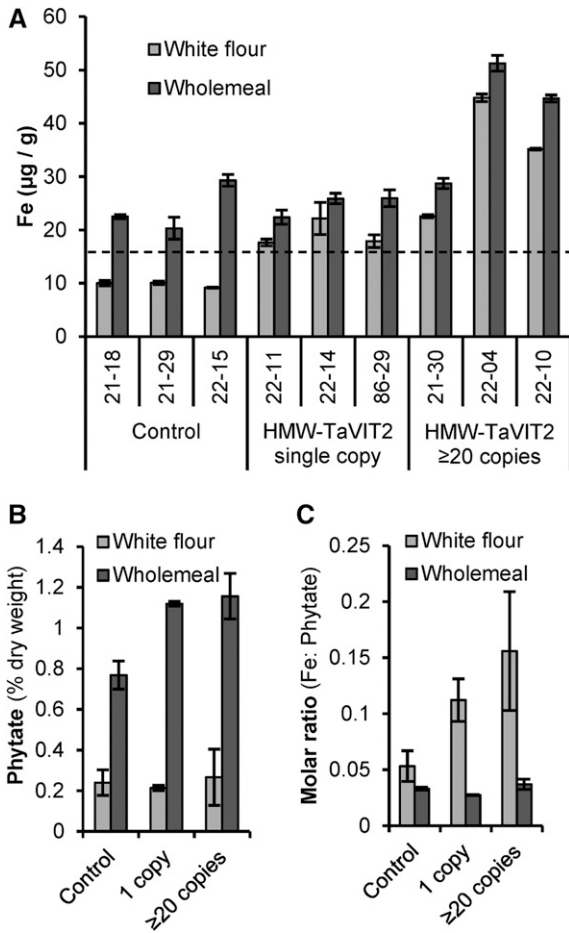 A
60
50
40
30
20
10
0
Fe (µg / g)
White flour
Wholemeal
21-18
21-29
22-15
22-11
22-14
86-29
21-30
22-04
22-10
Control
HMW-TaVIT2
single copy
HMW-TaVIT2
≥20 copies
B
White flour
Wholemeal
1.4
1.2
1
0.8
0.6
0.4
0.2
0
Phytate (% dry weight)
Control
1 copy
≥20 copies
C
White flour
Wholemeal
0.25
0.2
0.15
0.1
0.05
0
Molar ratio (Fe: Phytate)
Control
1 copy
≥20 copies